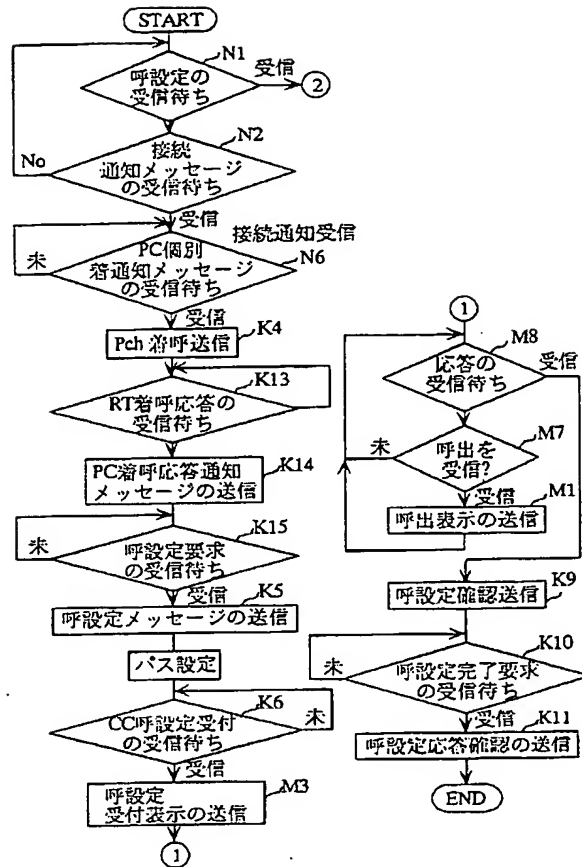 START
N1
呼設定の
受信待ち
受信
2
N2
接続
通知メッセージ
の受信待ち
No
受信
接続通知受信
PC個別
着通知メッセージ
の受信待ち
N6
未
受信
K4
Pch着呼送信
K13
RT着呼応答の
受信待ち
K14
PC着呼応答通知
メッセージの送信
K15
未
呼設定要求
の受信待ち
受信
K5
呼設定メッセージの送信
パス設定
K6
CC呼設定受付
の受信待ち
未
受信
M3
呼設定
受付表示の送信
1
1
M8
応答の
受信待ち
受信
M7
呼出を
受信?
未
受信
M1
呼出表示の送信
K9
呼設定確認送信
K10
未
呼設定完了要求
の受信待ち
受信
K11
呼設定応答確認の送信
END